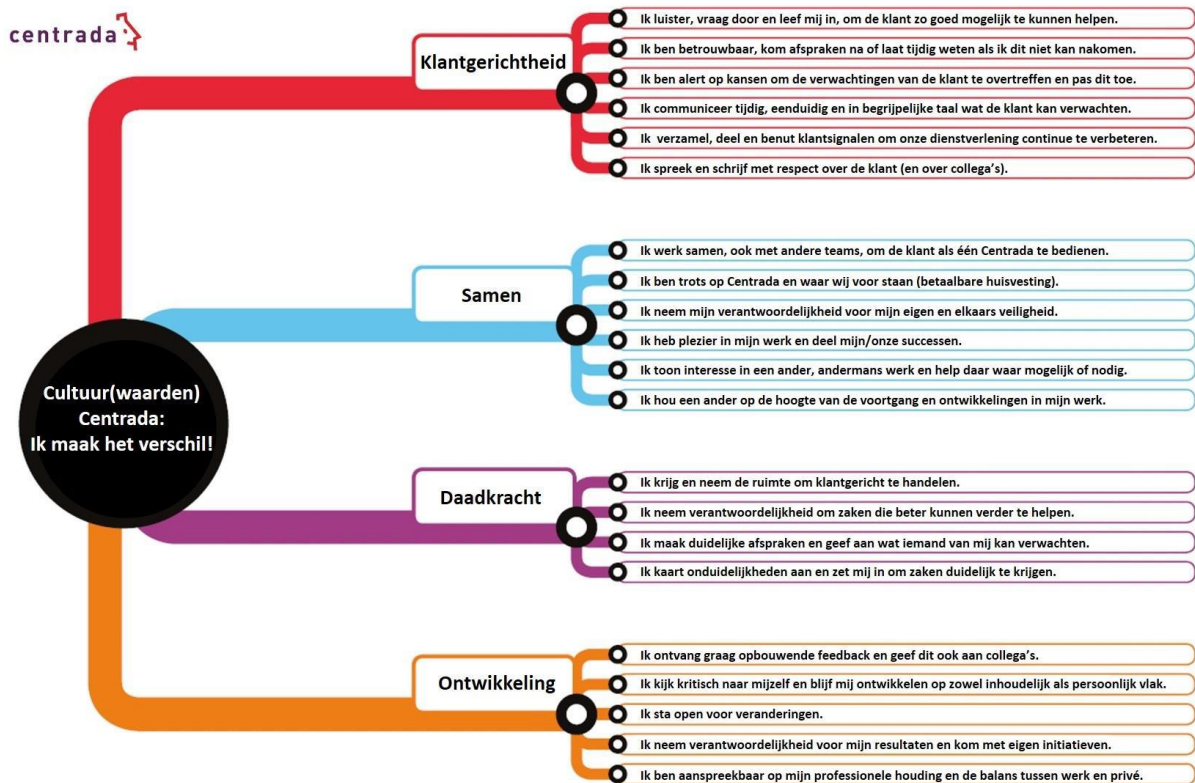 centrada
Klantgerichtheid
Ik luister, vraag door en leef mij in, om de klant zo goed mogelijk te kunnen helpen.
Ik ben betrouwbaar, kom afspraken na of laat tijdig weten als ik dit niet kan nakomen.
Ik ben alert op kansen om de verwachtingen van de klant te overtreffen en pas dit toe.
Ik communiceer tijdig, eenduidig en in begrijpelijke taal wat de klant kan verwachten.
Ik verzamel, deel en benut klantsignalen om onze dienstverlening continue te verbeteren.
Ik spreek en schrijf met respect over de klant (en over collega's).
Samen
Ik werk samen, ook met andere teams, om de klant als één Centrada te bedienen.
Ik ben trots op Centrada en waar wij voor staan (betaalbare huisvesting).
Ik neem mijn verantwoordelijkheid voor mijn eigen en elkaars veiligheid.
Ik heb plezier in mijn werk en deel mijn/onze successen.
Ik toon interesse in een ander, andermans werk en help daar waar mogelijk of nodig.
Ik hou een ander op de hoogte van de voortgang en ontwikkelingen in mijn werk.
Cultuur(waarden)
Centrada:
Ik maak het verschil!
Daadkracht
Ik krijg en neem de ruimte om klantgericht te handelen.
Ik neem verantwoordelijkheid om zaken die beter kunnen verder te helpen.
Ik maak duidelijke afspraken en geef aan wat iemand van mij kan verwachten.
Ik kaart onduidelijkheden aan en zet mij in om zaken duidelijk te krijgen.
Ontwikkeling
Ik ontvang graag opbouwende feedback en geef dit ook aan collega's.
Ik kijk kritisch naar mijzelf en blijf mij ontwikkelen op zowel inhoudelijk als persoonlijk vlak.
Ik sta open voor veranderingen.
Ik neem verantwoordelijkheid voor mijn resultaten en kom met eigen initiatieven.
Ik ben aanspreekbaar op mijn professionele houding en de balans tussen werk en privé.